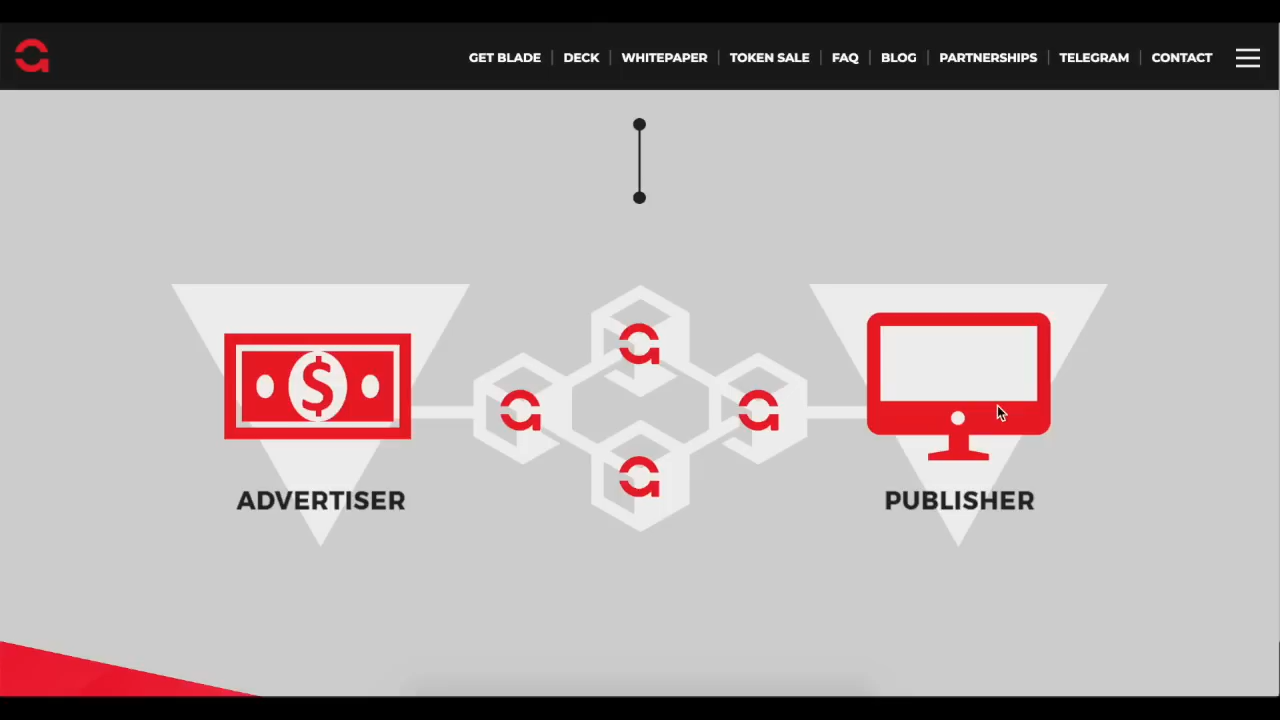 GET BLADE DECK WHITEPAPER TOKEN SALE FAQ BLOG PARTNERSHIPS TELEGRAM CONTACT
$
ADVERTISER PUBLISHER